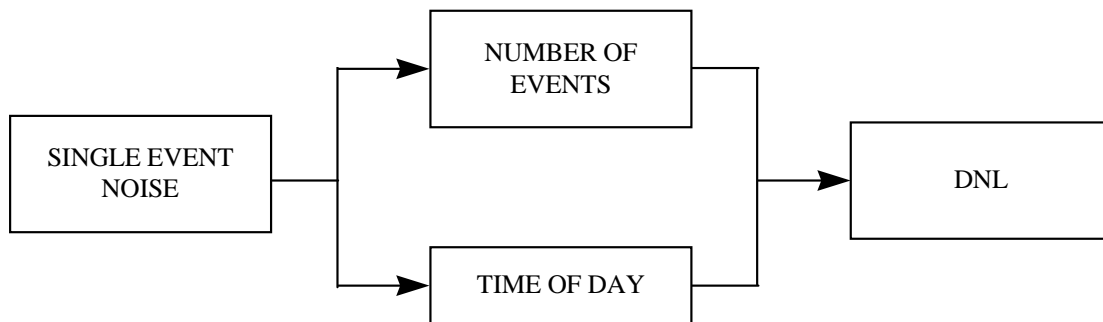 SINGLE EVENT
NOISE
NUMBER OF
EVENTS
TIME OF DAY
DNL